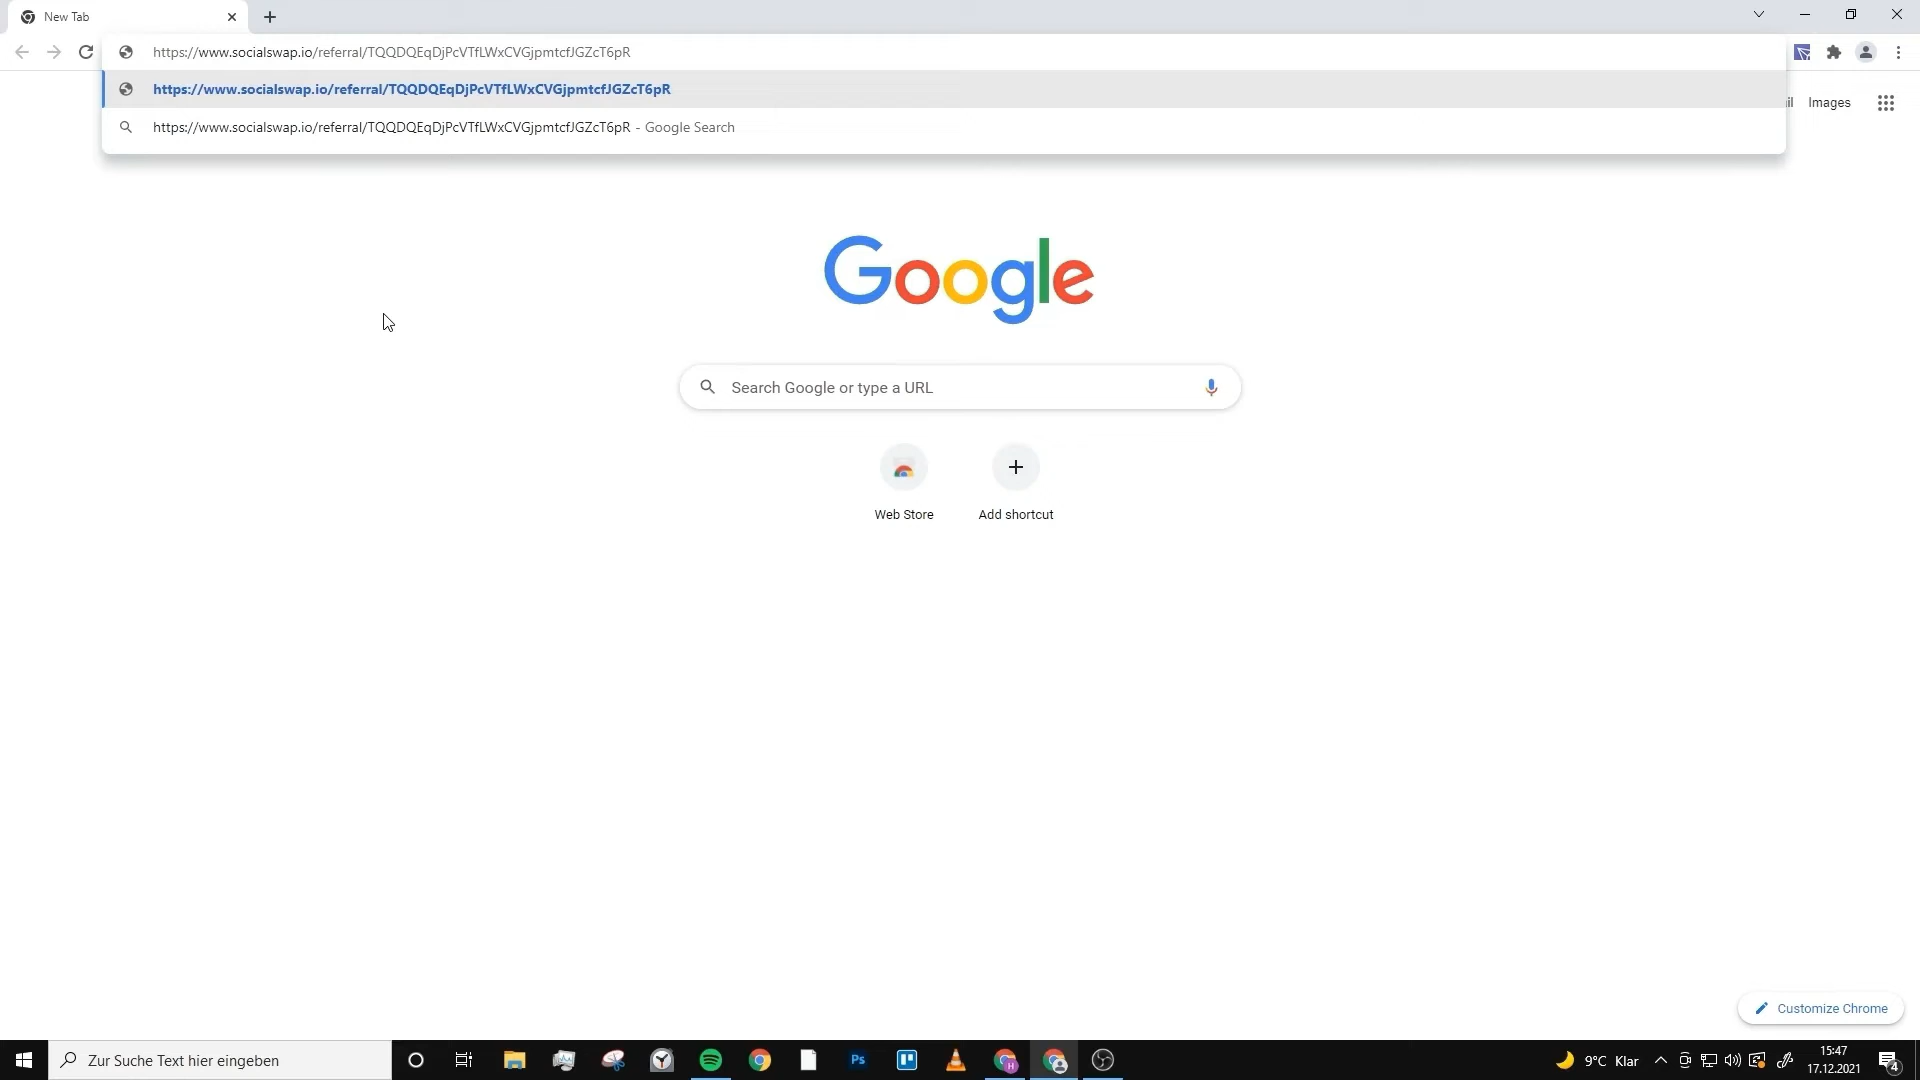 New Tab
https://www.socialswap.io/referral/TQQDQEqDjPcVTfLWxCVGjpmtcfJGZcT6pR
https://www.socialswap.io/referral/TQQDQEqDjPcVTfLWxCVGjpmtcfJGZcT6pR
https://www.socialswap.io/referral/TQQDQEqDjPcVTfLWxCVGjpmtcfJGZcT6pR - Google Search
il Images
Google
Search Google or type a URL
Web Store Add shortcut
Customize Chrome
Zur Suche Text hier eingeben
Ps
H
9°C Klar
15:47
17.12.2021
4